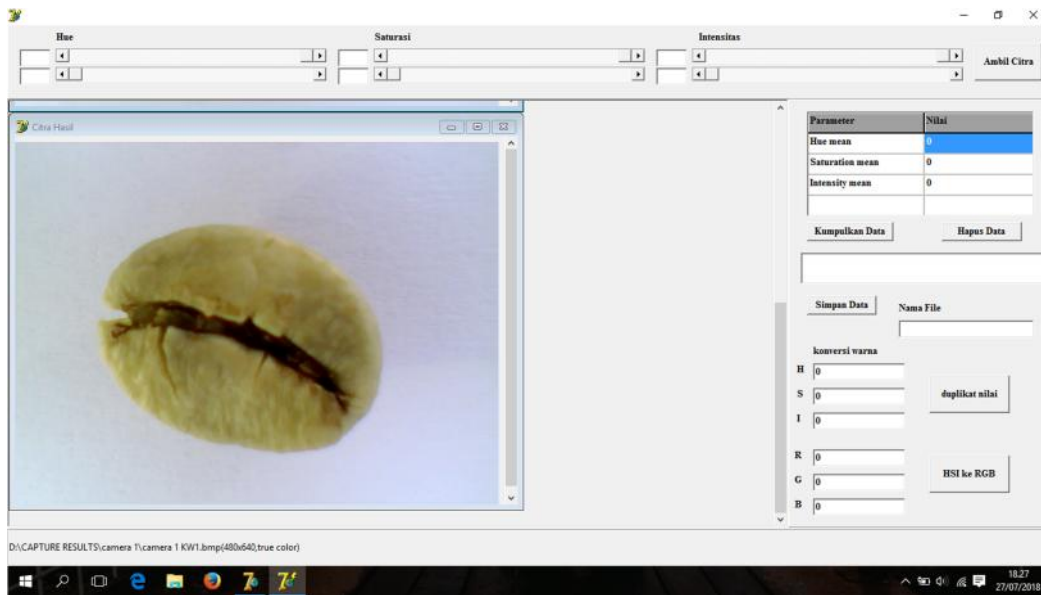 Hue
Saturasi
Intensitas
Ambil Citra
Citra Hasil
Parameter Nilai
Hue mean 0
Saturation mean 0
Intensity mean 0
Kumpulkan Data Hapus Data
Simpan Data
Nama File
konversi warna
H 0
S 0
I 0
duplikat nilai
R 0
G 0
B 0
HSI ke RGB
D:\CAPTURE RESULTS\camera 1\camera 1 KW1.bmp(480x640,true color)
18.27
27/07/2018